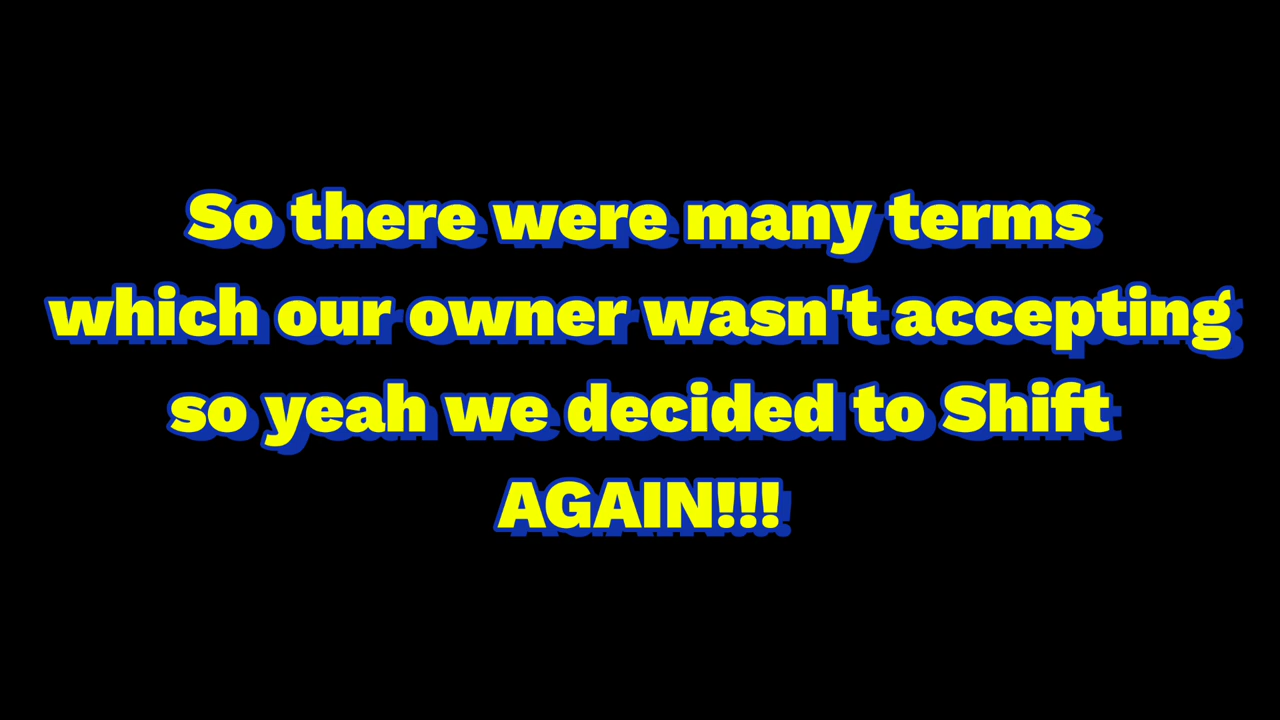 So there were many terms
which our owner wasn't accepting
so yeah we decided to Shift
AGAIN!!!